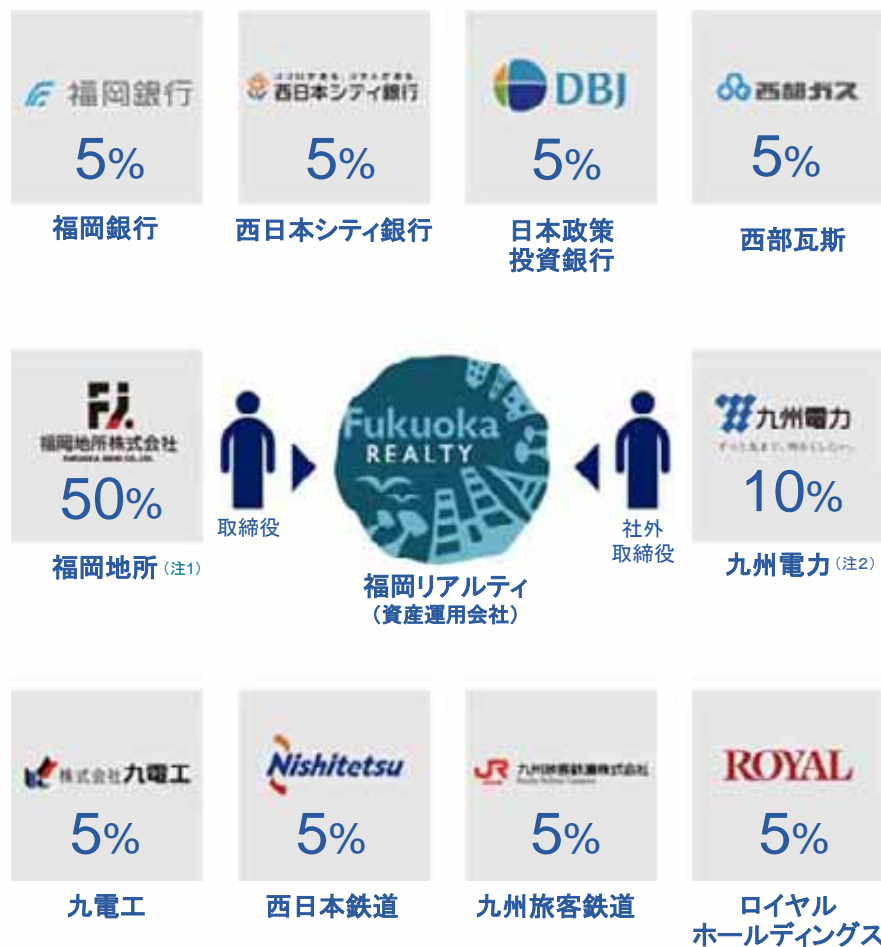 福岡銀行
西日本シティ銀行
DBJ
西部ガス
5%
5%
5%
5%
福岡銀行
西日本シティ銀行
日本政策
投資銀行
西部瓦斯
福岡地所株式会社
50%
福岡地所(注1)
取締役
Fukuoka
REALTY
福岡リアルティ
(資産運用会社)
社外
取締役
九州電力
10%
九州電力(注2)
株式会社九電工
Nishitetsu
JR 九州旅客鉄道株式会社
ROYAL
5%
5%
5%
5%
九電工
西日本鉄道
九州旅客鉄道
ロイヤル
ホールディングス